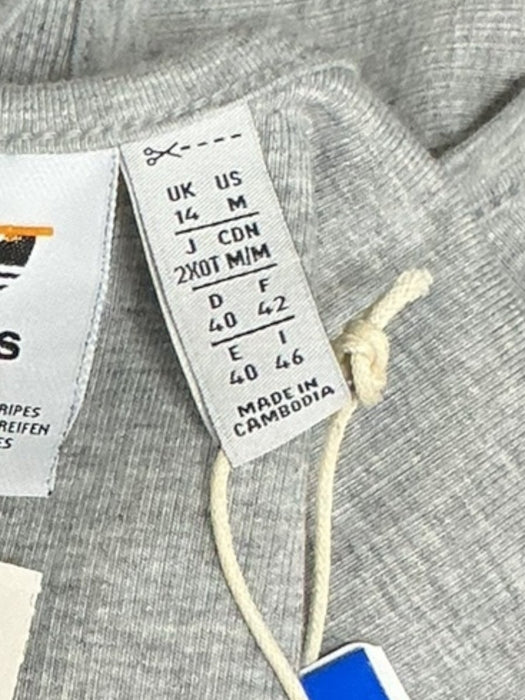 UK US
14 M
J CDN
2XOT M/M
D F
40 42
E I
40 46
MADE IN
CAMBODIA
S
RIPES
REIFEN
ES